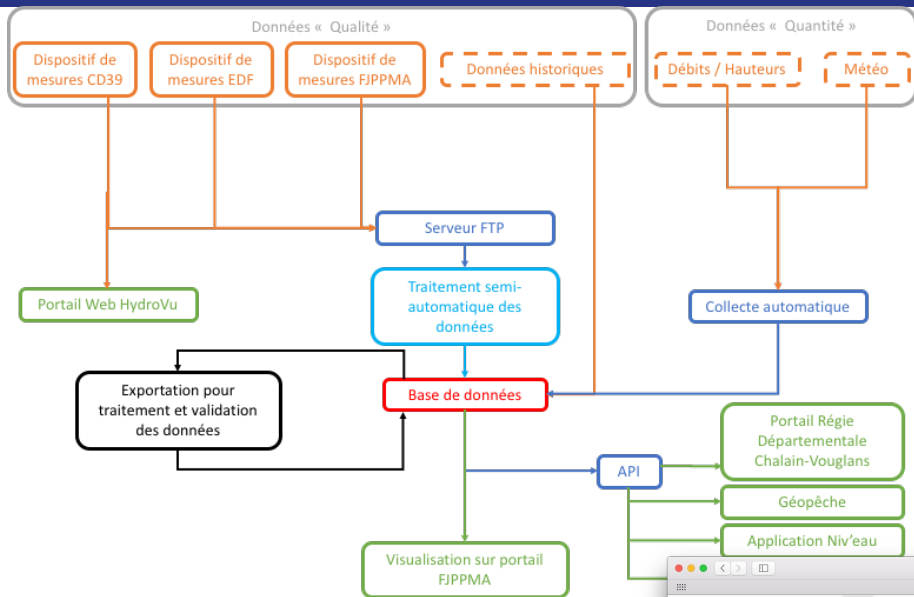 Données « Qualité »
Données « Quantité »
Dispositif de
mesures CD39
Dispositif de
mesures EDF
Dispositif de
mesures FJPPMA
Données historiques
Débits / Hauteurs
Météo
Serveur FTP
Portail Web HydroVu
Traitement semi-
automatique des
données
Collecte automatique
Exportation pour
traitement et validation
des données
Base de données
Portail Régie
Départementale
Chalain-Vouglans
API
Géopêche
Application Niv'eau
Visualisation sur portail
FJPPMA